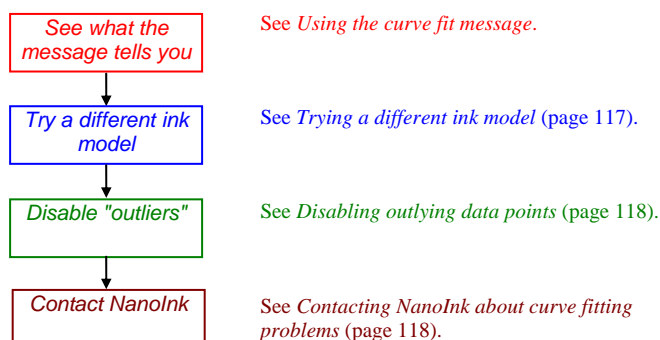 See what the
message tells you
See Using the curve fit message.
Try a different ink
model
See Trying a different ink model (page 117).
Disable "outliers"
See Disabling outlying data points (page 118).
Contact NanoInk
See Contacting NanoInk about curve fitting
problems (page 118).